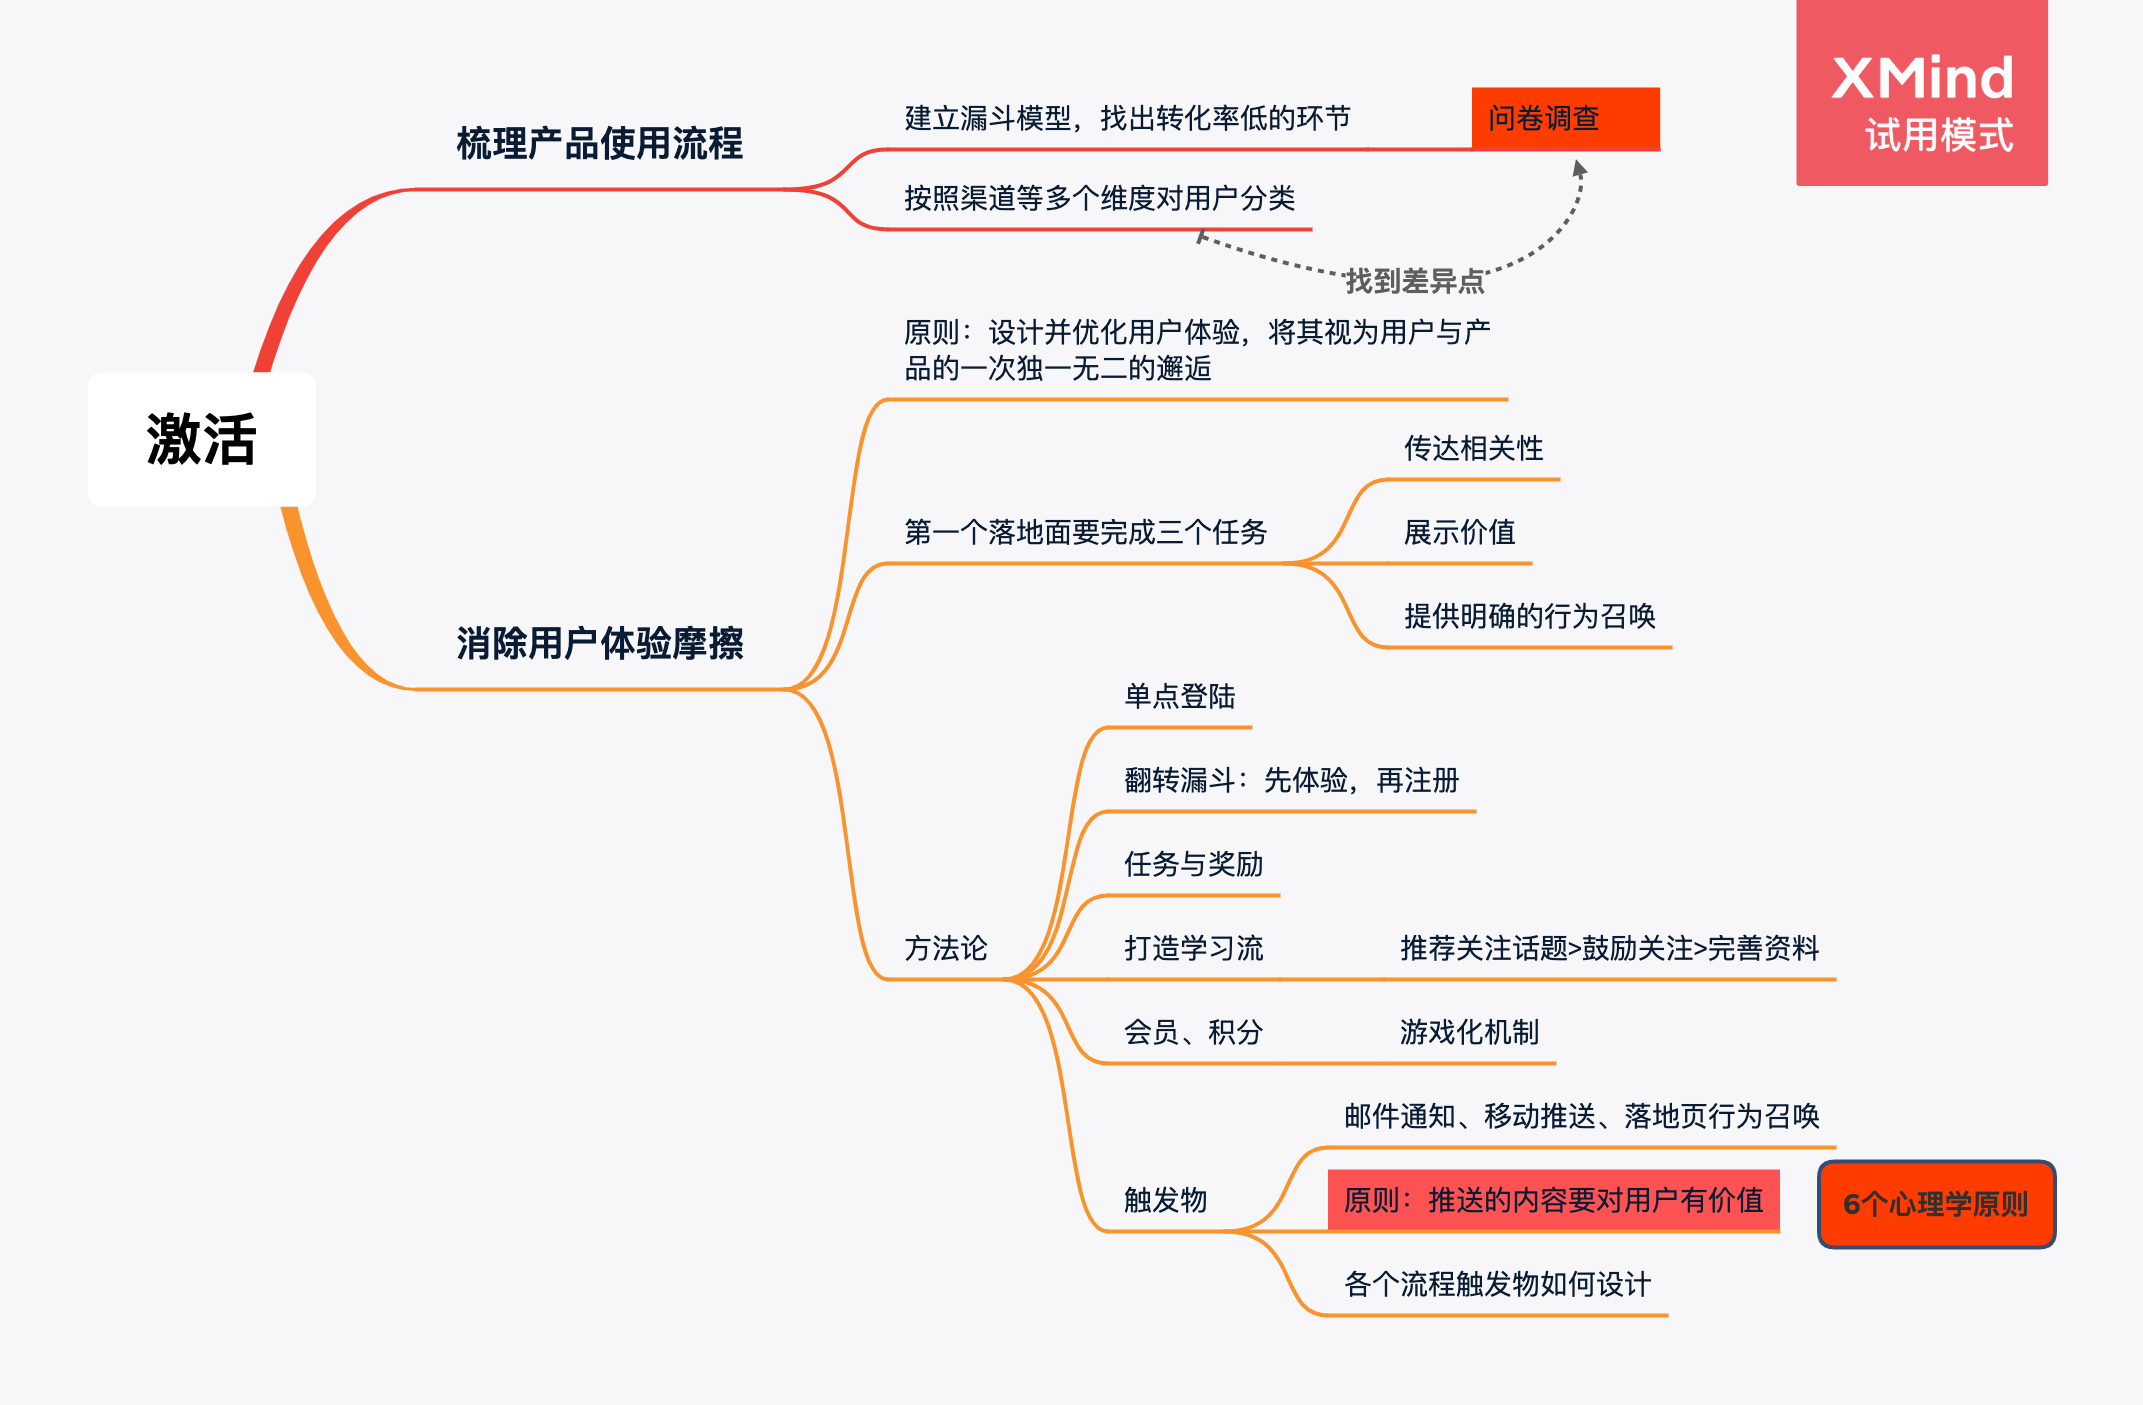 XMind
试用模式
激活
梳理产品使用流程
建立漏斗模型，找出转化率低的环节
问卷调查
按照渠道等多个维度对用户分类
找到差异点
消除用户体验摩擦
原则：设计并优化用户体验，将其视为用户与产
品的一次独一无二的邂逅
第一个落地面要完成三个任务
传达相关性
展示价值
提供明确的行为召唤
方法论
单点登陆
翻转漏斗：先体验，再注册
任务与奖励
打造学习流
推荐关注话题>鼓励关注>完善资料
会员、积分
游戏化机制
触发物
邮件通知、移动推送、落地页行为召唤
原则：推送的内容要对用户有价值
6个心理学原则
各个流程触发物如何设计